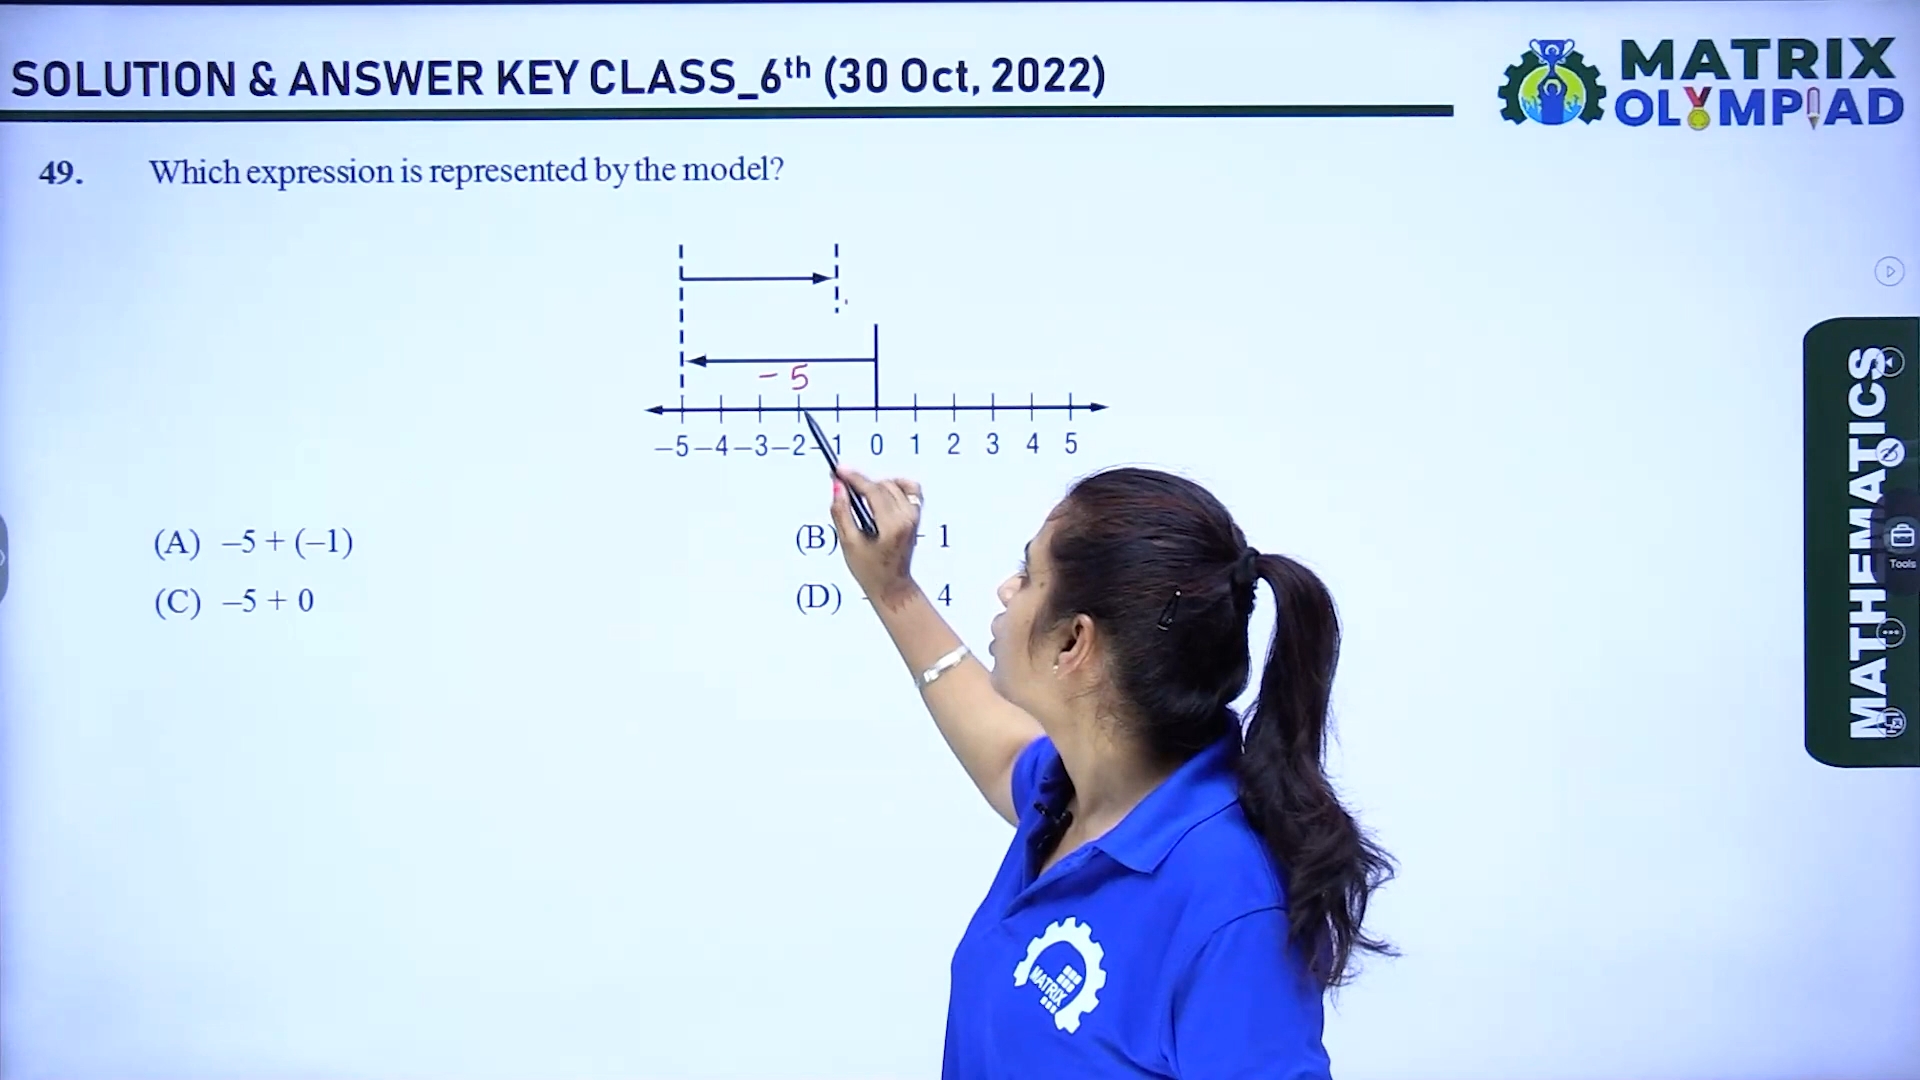 SOLUTION & ANSWER KEY CLASS_6th (30 Oct, 2022)
MATRIX
OLYMPIAD
49. Which expression is represented by the model?
– 5
–5 –4 –3 –2 –1 0 1 2 3 4 5
(A) –5 + (–1) (B) 1
(C) –5 + 0 (D) 4
MATHEMATICS
Tools
MATRIX